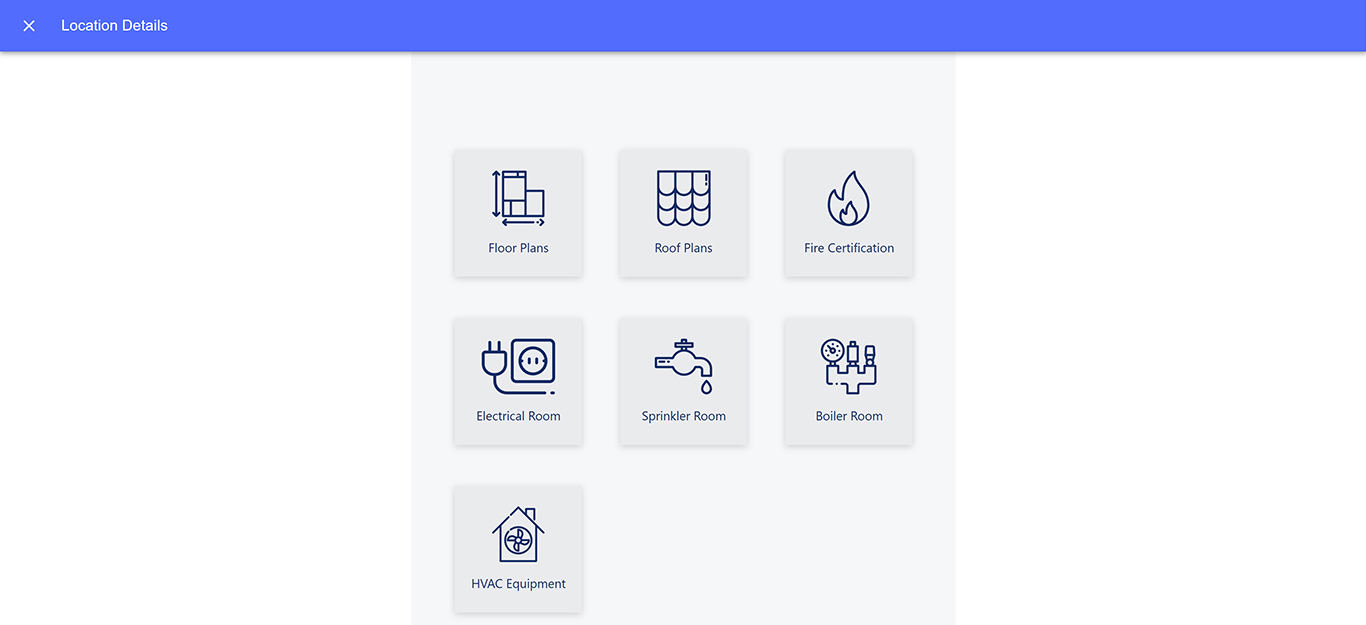 Location Details
Floor Plans
Roof Plans
Fire Certification
Electrical Room
Sprinkler Room
Boiler Room
HVAC Equipment